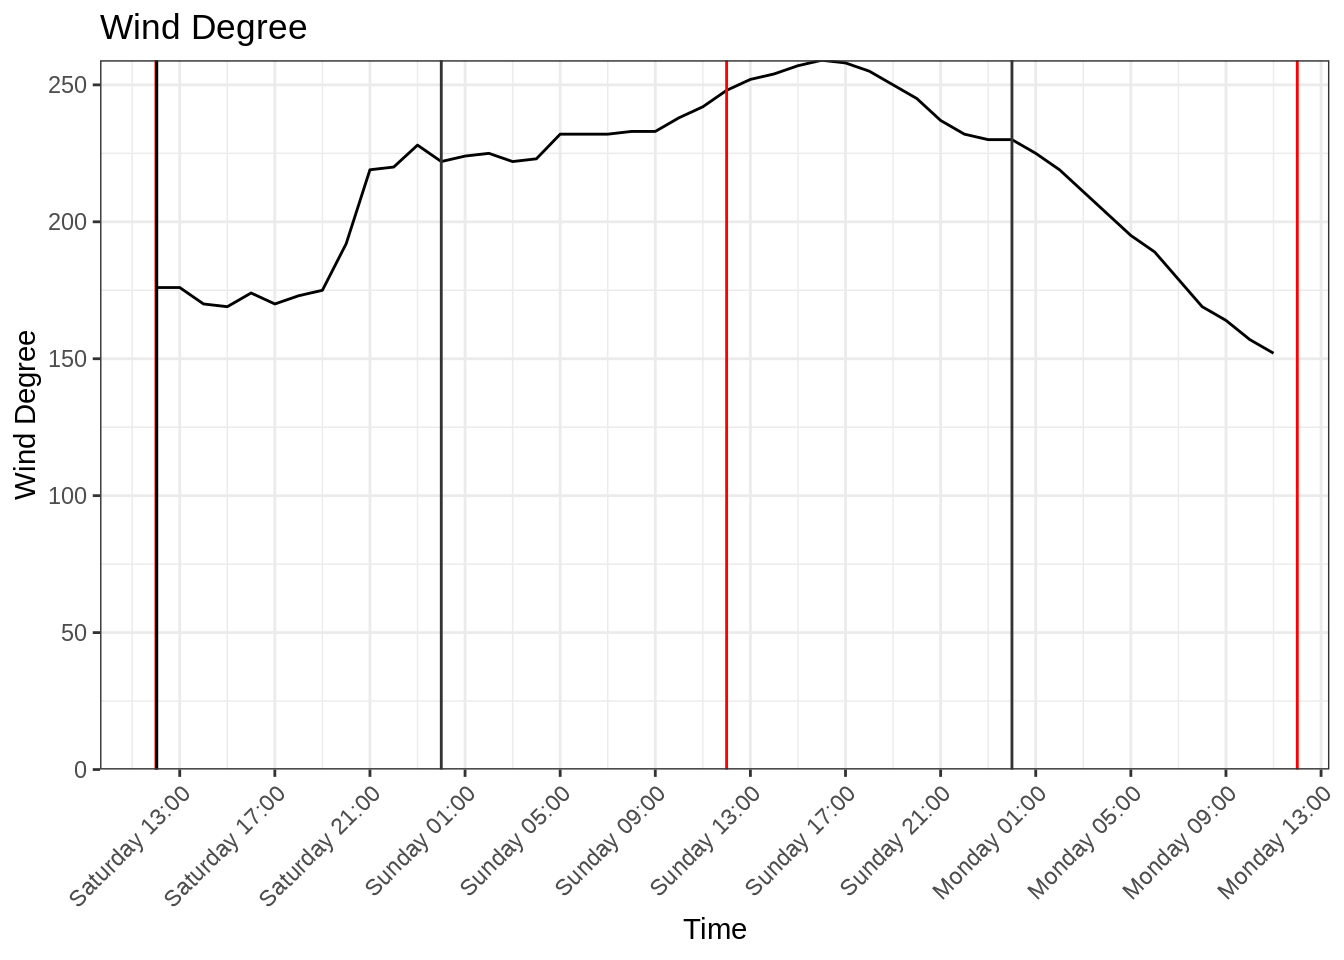 Wind Degree
Wind Degree
250
200
150
100
50
0
Saturday 13:00
Saturday 17:00
Saturday 21:00
Sunday 01:00
Sunday 05:00
Sunday 09:00
Sunday 13:00
Sunday 17:00
Sunday 21:00
Monday 01:00
Monday 05:00
Monday 09:00
Monday 13:00
Time